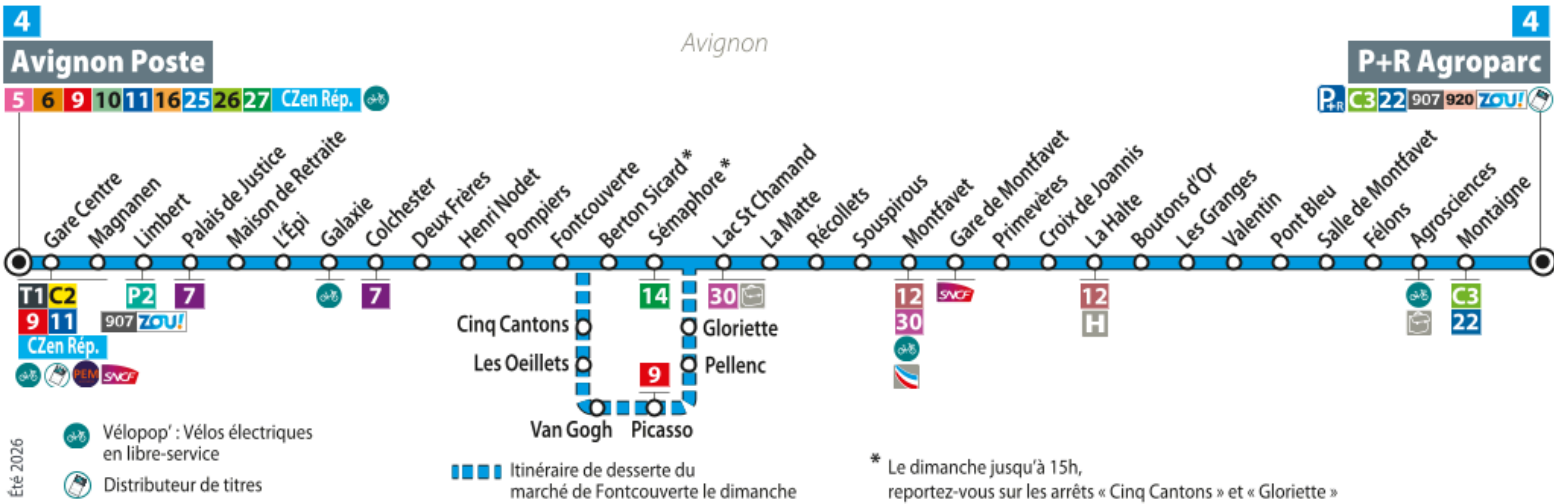 4
Avignon Poste
5 6 9 10 11 16 25 26 27 CZen Rép.
Avignon
4
P+R Agroparc
P+R C3 22 907 920 ZOU!
Gare Centre
Magnanen
Limbert
Palais de Justice
Maison de Retraite
L'Épi
Galaxie
Colchester
Deux Frères
Henri Nodet
Pompiers
Fontcouverte
Berton Sicard *
Sémaphore *
Lac St Chamand
La Matte
Récollets
Souspirous
Montfavet
Gare de Montfavet
Primevères
Croix de Joannis
La Halte
Boutons d'Or
Les Granges
Valentin
Pont Bleu
Salle de Montfavet
Félons
Agrosciences
Montaigne
T1 C2
9 11
CZen Rép.
PEM SNCF
P2
907 ZOU!
7
7
14
30
12
30
SNCF
12
H
C3
22
Cinq Cantons
Les Oeillets
Van Gogh
9
Picasso
Gloriette
Pellenc
Été 2026
Vélopop' : Vélos électriques
en libre-service
Distributeur de titres
Itinéraire de desserte du
marché de Fontcouverte le dimanche
* Le dimanche jusqu'à 15h,
reportez-vous sur les arrêts « Cinq Cantons » et « Gloriette »